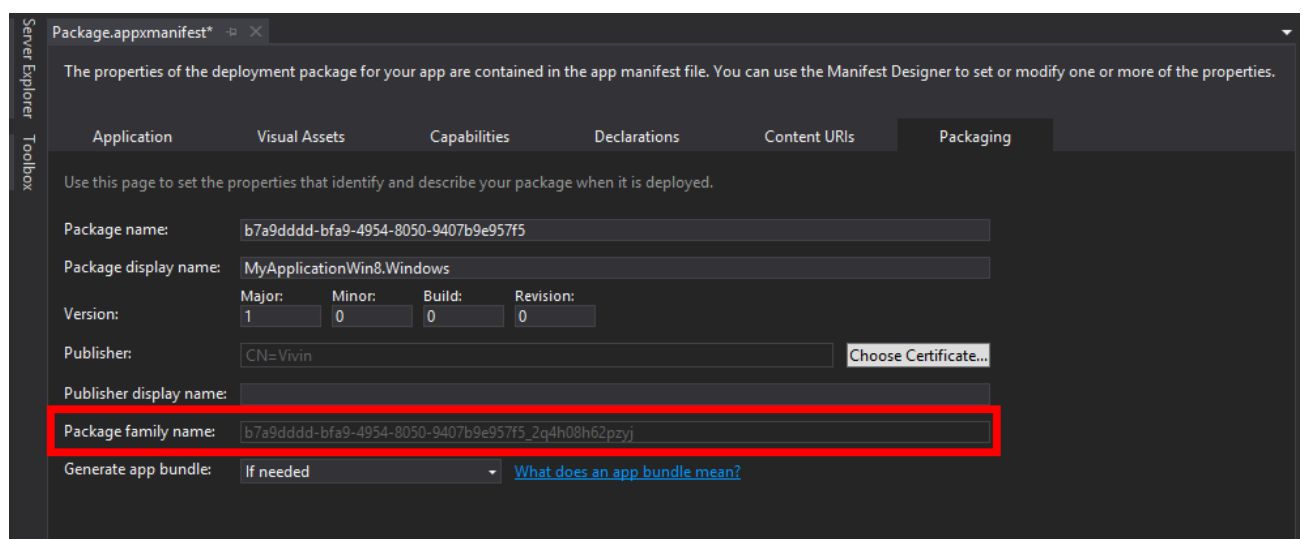 Server Explorer
Toolbox
Package.appxmanifest*
The properties of the deployment package for your app are contained in the app manifest file. You can use the Manifest Designer to set or modify one or more of the properties.
Application Visual Assets Capabilities Declarations Content URIs Packaging
Use this page to set the properties that identify and describe your package when it is deployed.
Package name: b7a9dddd-bfa9-4954-8050-9407b9e957f5
Package display name: MyApplicationWin8.Windows
Major: Minor: Build: Revision:
Version: 1 0 0 0
Publisher: CN=Vivin Choose Certificate...
Publisher display name:
Package family name: b7a9dddd-bfa9-4954-8050-9407b9e957f5_2q4h08h62pzyj
Generate app bundle: If needed What does an app bundle mean?